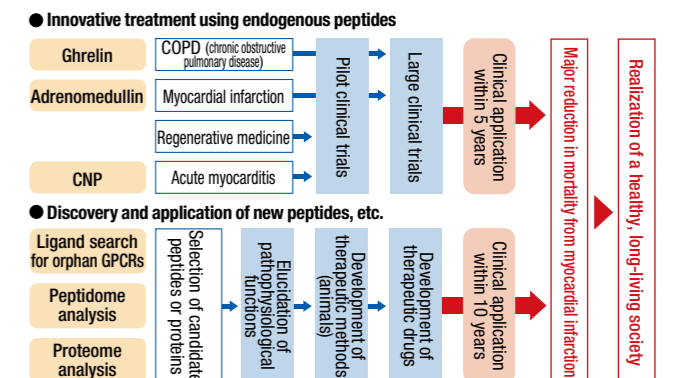 ● Innovative treatment using endogenous peptides
Ghrelin
COPD (chronic obstructive
pulmonary disease)
Adrenomedullin
Myocardial infarction
Regenerative medicine
CNP
Acute myocarditis
Pilot clinical trials
Large clinical trials
Clinical application
within 5 years
Major reduction in mortality from myocardial infarction
Realization of a healthy, long-living society
● Discovery and application of new peptides, etc.
Ligand search
for orphan GPCRs
Peptidome
analysis
Proteome
analysis
Selection of candidate
peptides or proteins
Elucidation of
pathophysiological
functions
Development of
therapeutic methods
(animals)
Development of
therapeutic drugs
Clinical application
within 10 years